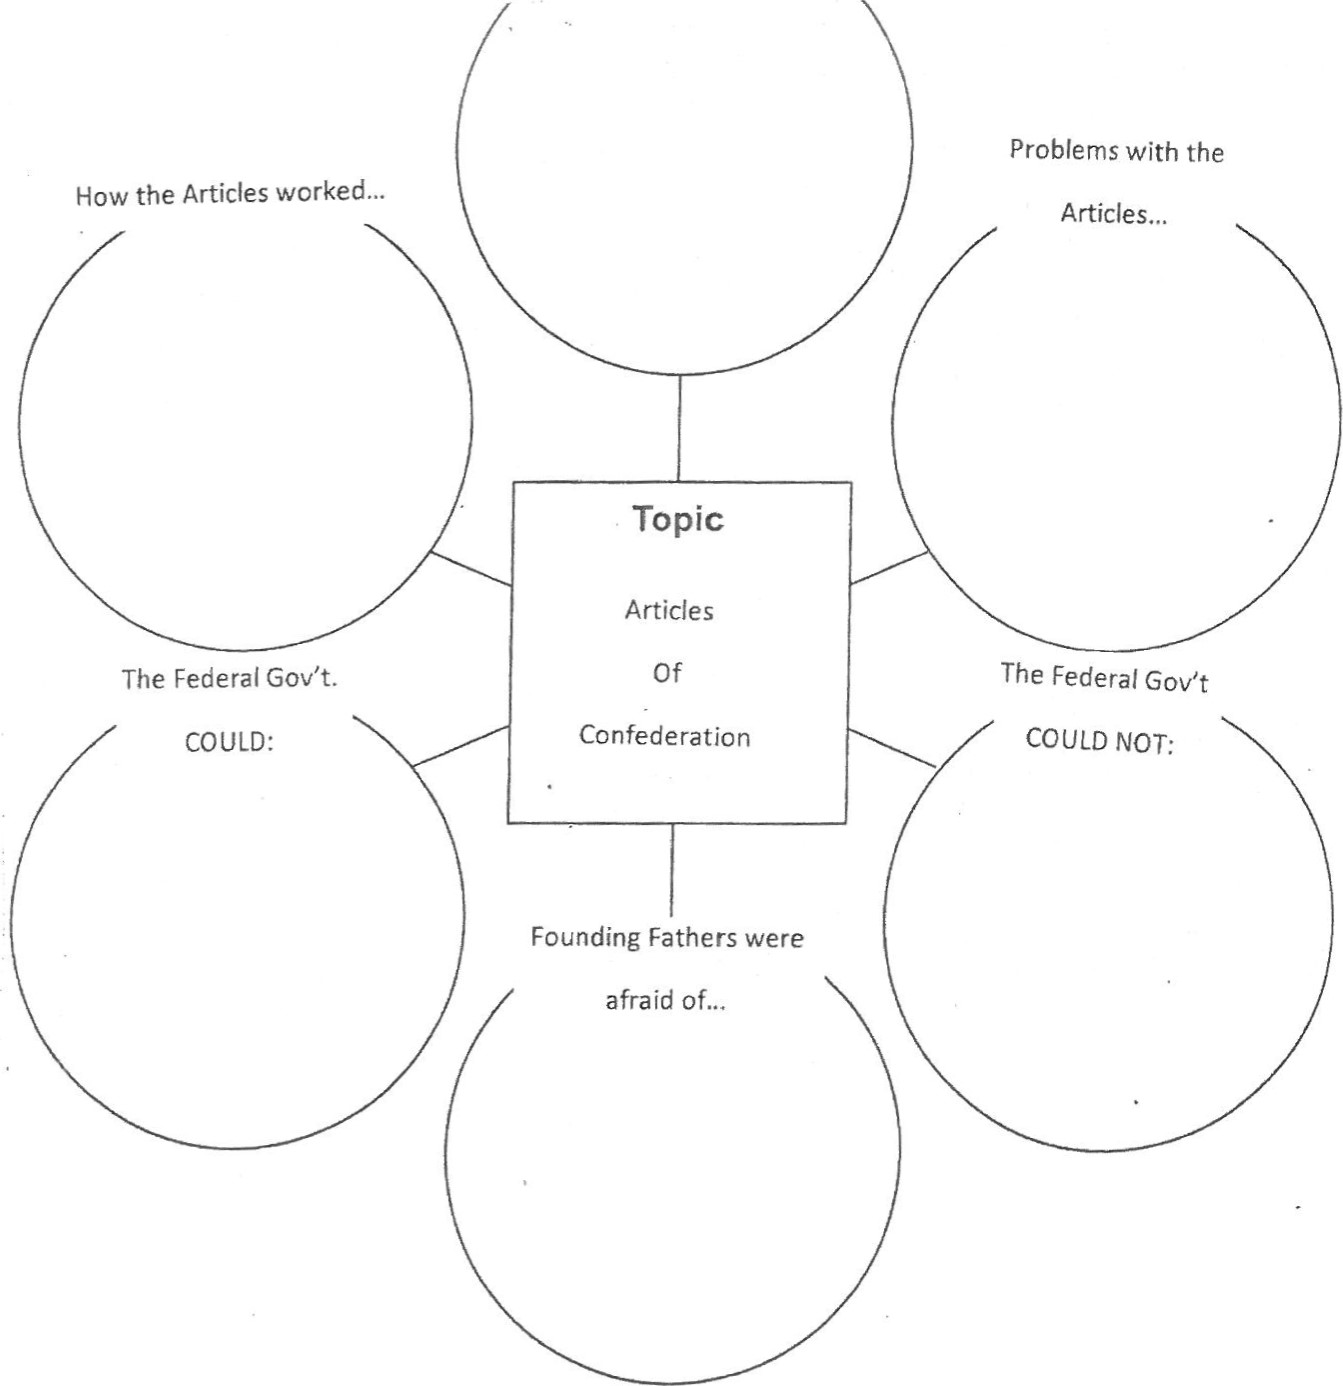 Problems with the
Articles...
How the Articles worked...
Topic
Articles
Of
Confederation
The Federal Gov't.
COULD:
The Federal Gov't
COULD NOT:
Founding Fathers were
afraid of...